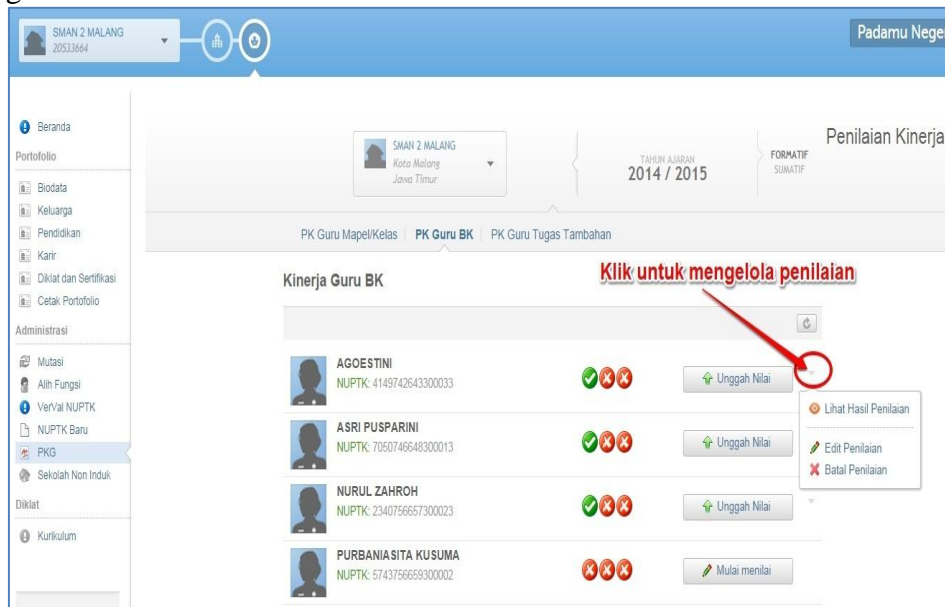 SMAN 2 MALANG
20533664
Padamu Neger
Beranda
Portofolio
Biodata
Keluarga
Pendidikan
Karir
Diklat dan Sertifikasi
Cetak Portofolio
Administrasi
Mutasi
Alih Fungsi
VerVal NUPTK
NUPTK Baru
PKG
Sekolah Non Induk
Diklat
Kurikulum
SMAN 2 MALANG
Kota Malang
Jawa Timur
TAHUN AJARAN
2014 / 2015
FORMATIF
SUMATIF
Penilaian Kinerja
PK Guru Mapel/Kelas PK Guru BK PK Guru Tugas Tambahan
Kinerja Guru BK
Klik untuk mengelola penilaian
AGOESTINI
NUPTK: 4149742643300033
Unggah Nilai
Lihat Hasil Penilaian
Edit Penilaian
Batal Penilaian
ASRI PUSPARINI
NUPTK: 7050746648300013
Unggah Nilai
NURUL ZAHROH
NUPTK: 2340756657300023
Unggah Nilai
PURBANIASITA KUSUMA
NUPTK: 5743756659300002
Mulai menilai